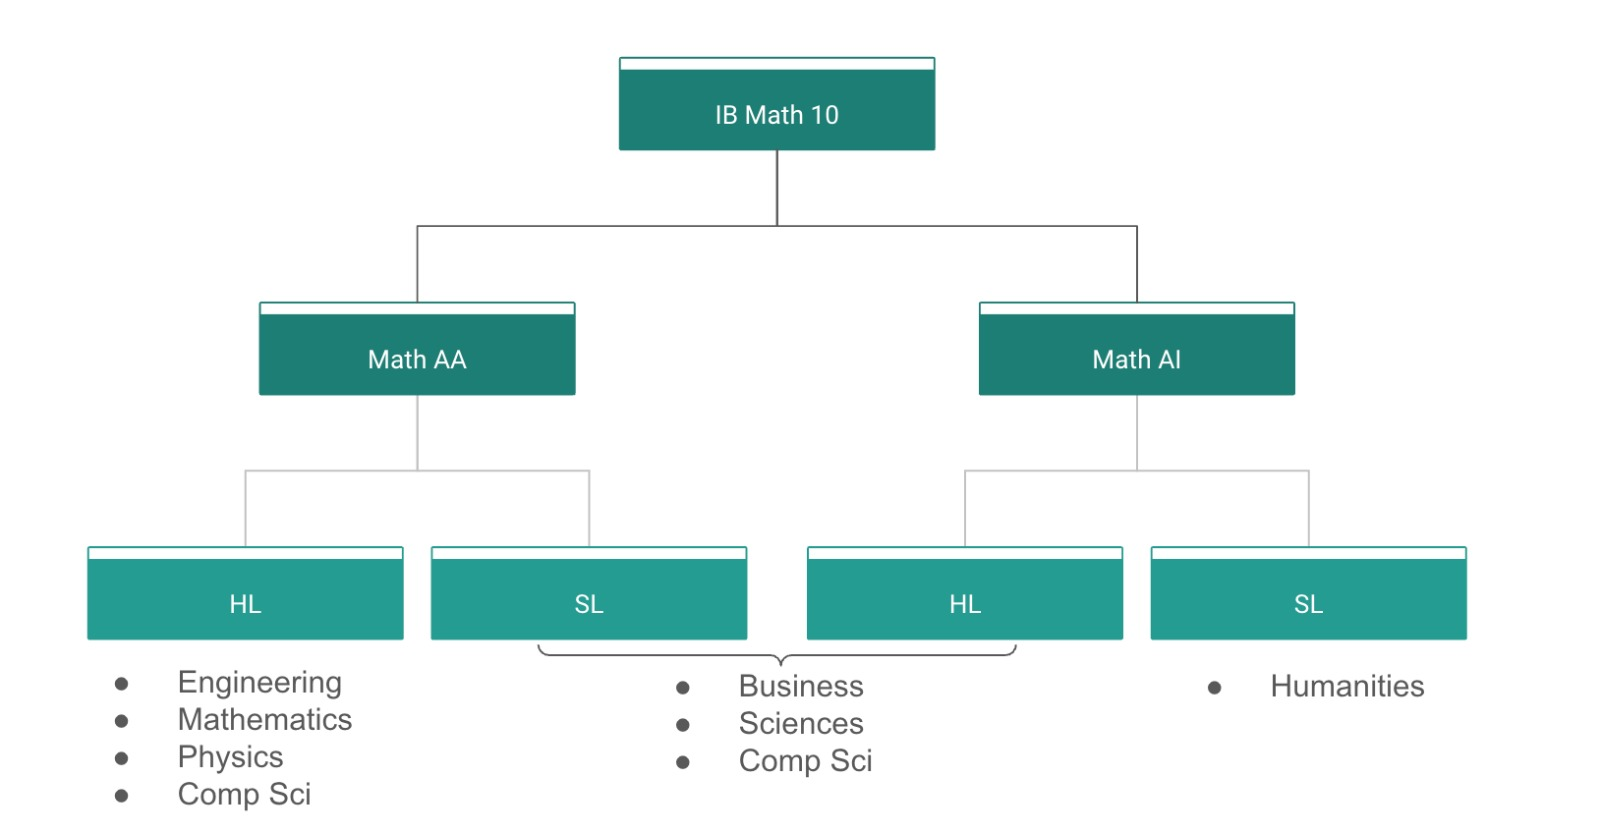 IB Math 10
Math AA
Math AI
HL
SL
HL
SL
● Engineering
● Mathematics
● Physics
● Comp Sci
● Business
● Sciences
● Comp Sci
● Humanities